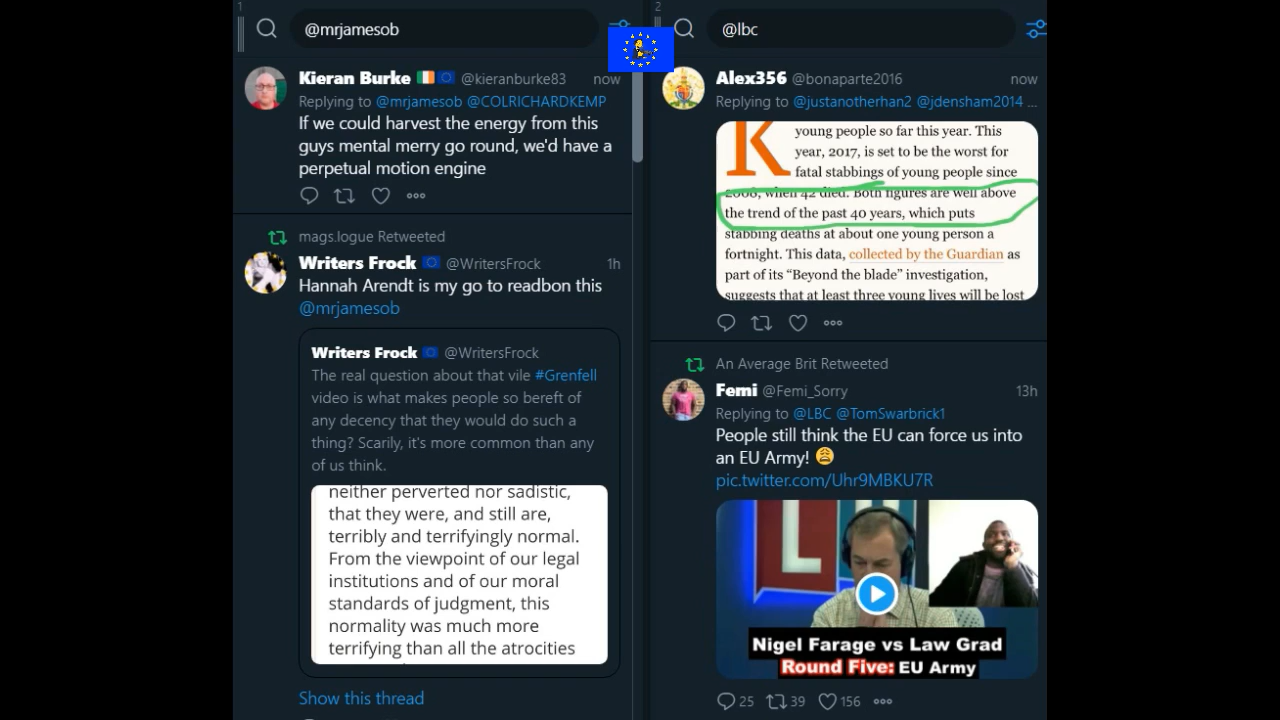 1
@mrjamesob
Kieran Burke @kieranburke83 now
Replying to @mrjamesob @COLRICHARDKEMP
If we could harvest the energy from this
guys mental merry go round, we'd have a
perpetual motion engine
mags.logue Retweeted
Writers Frock @WritersFrock 1h
Hannah Arendt is my go to readbon this
@mrjamesob
Writers Frock @WritersFrock
The real question about that vile #Grenfell
video is what makes people so bereft of
any decency that they would do such a
thing? Scarily, it's more common than any
of us think.
neither perverted nor sadistic,
that they were, and still are,
terribly and terrifyingly normal.
From the viewpoint of our legal
institutions and of our moral
standards of judgment, this
normality was much more
terrifying than all the atrocities
Show this thread
2
@lbc
Alex356 @bonaparte2016 now
Replying to @justanotherhan2 @jdensham2014 ...
K
young people so far this year. This
year, 2017, is set to be the worst for
fatal stabbings of young people since
2008, when 42 died. Both figures are well above
the trend of the past 40 years, which puts
stabbing deaths at about one young person a
fortnight. This data, collected by the Guardian as
part of its “Beyond the blade” investigation,
suggests that at least three young lives will be lost
An Average Brit Retweeted
Femi @Femi_Sorry 13h
Replying to @LBC @TomSwarbrick1
People still think the EU can force us into
an EU Army! 😩
pic.twitter.com/Uhr9MBKU7R
L
Nigel Farage vs Law Grad
Round Five: EU Army
25 39 156